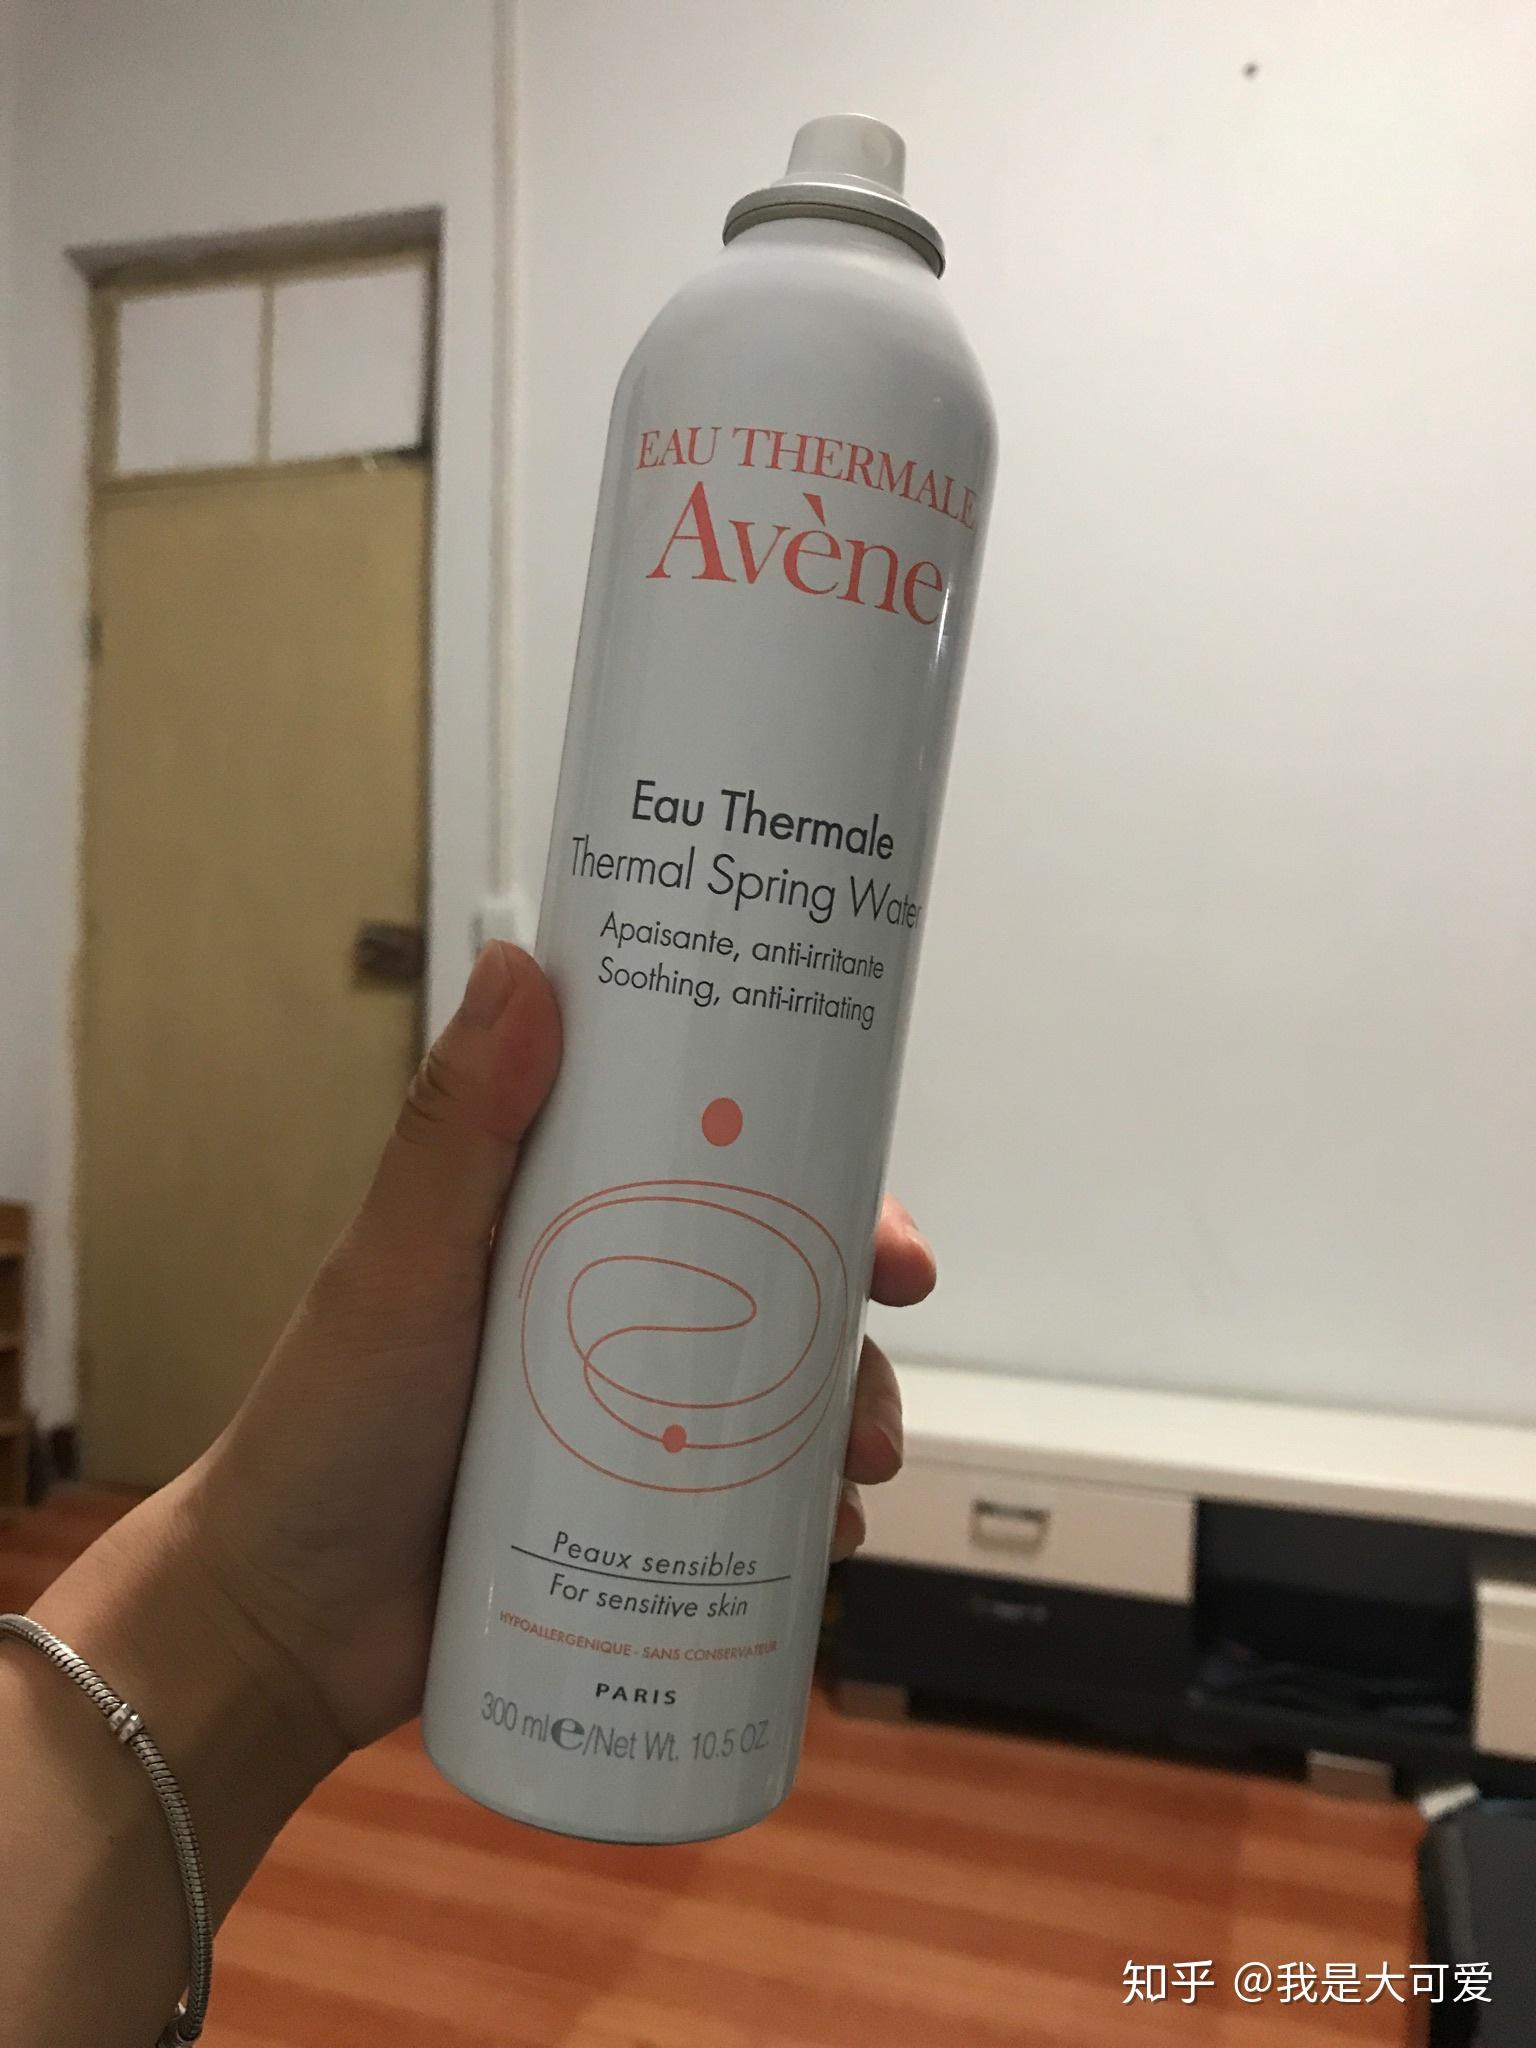 EAU THERMALE
Avène
Eau Thermale
Thermal Spring Water
Apaisante, anti-irritante
Soothing, anti-irritating
Peaux sensibles
For sensitive skin
HYPOALLERGENIQUE - SANS CONSERVATEUR
PARIS
300 ml e/Net Wt. 10.5 OZ
知乎 @我是大可爱